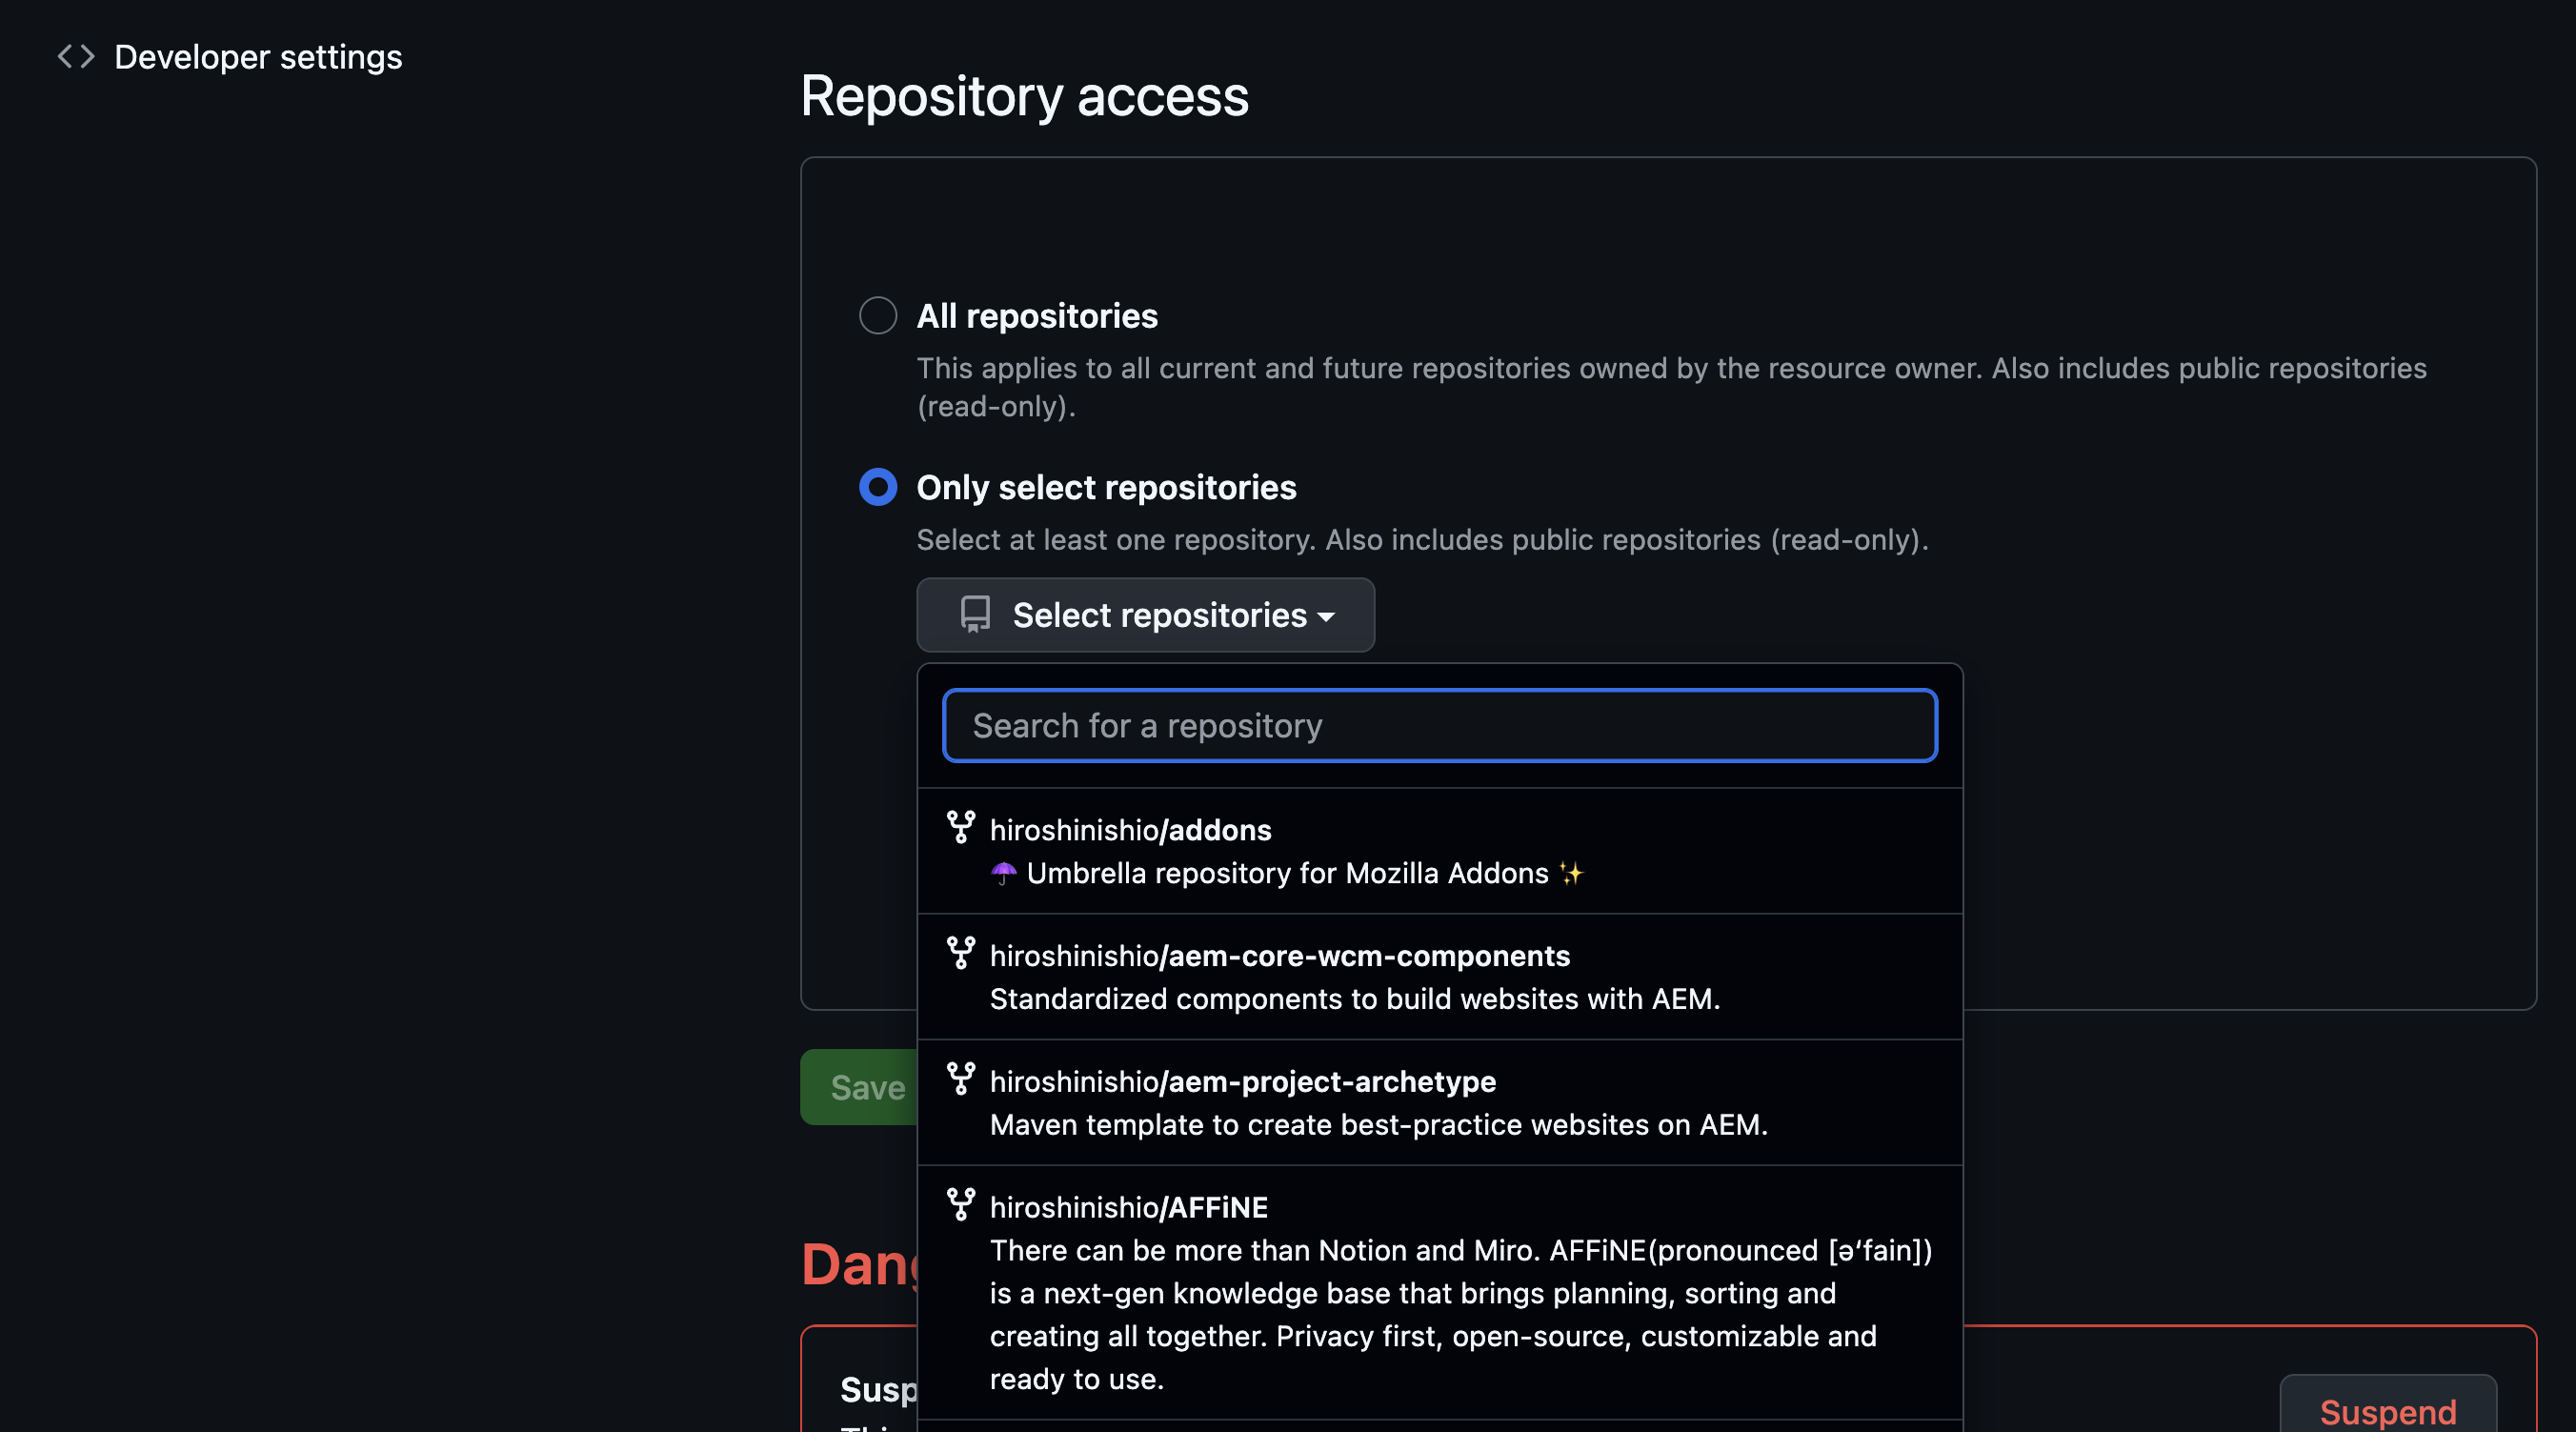 Developer settings
Repository access
All repositories
This applies to all current and future repositories owned by the resource owner. Also includes public repositories
(read-only).
Only select repositories
Select at least one repository. Also includes public repositories (read-only).
Select repositories
Search for a repository
hiroshinishio/addons
☂️ Umbrella repository for Mozilla Addons ✨
hiroshinishio/aem-core-wcm-components
Standardized components to build websites with AEM.
hiroshinishio/aem-project-archetype
Maven template to create best-practice websites on AEM.
Save
hiroshinishio/AFFiNE
There can be more than Notion and Miro. AFFiNE(pronounced [ə‘fain])
is a next-gen knowledge base that brings planning, sorting and
creating all together. Privacy first, open-source, customizable and
ready to use.
Suspend